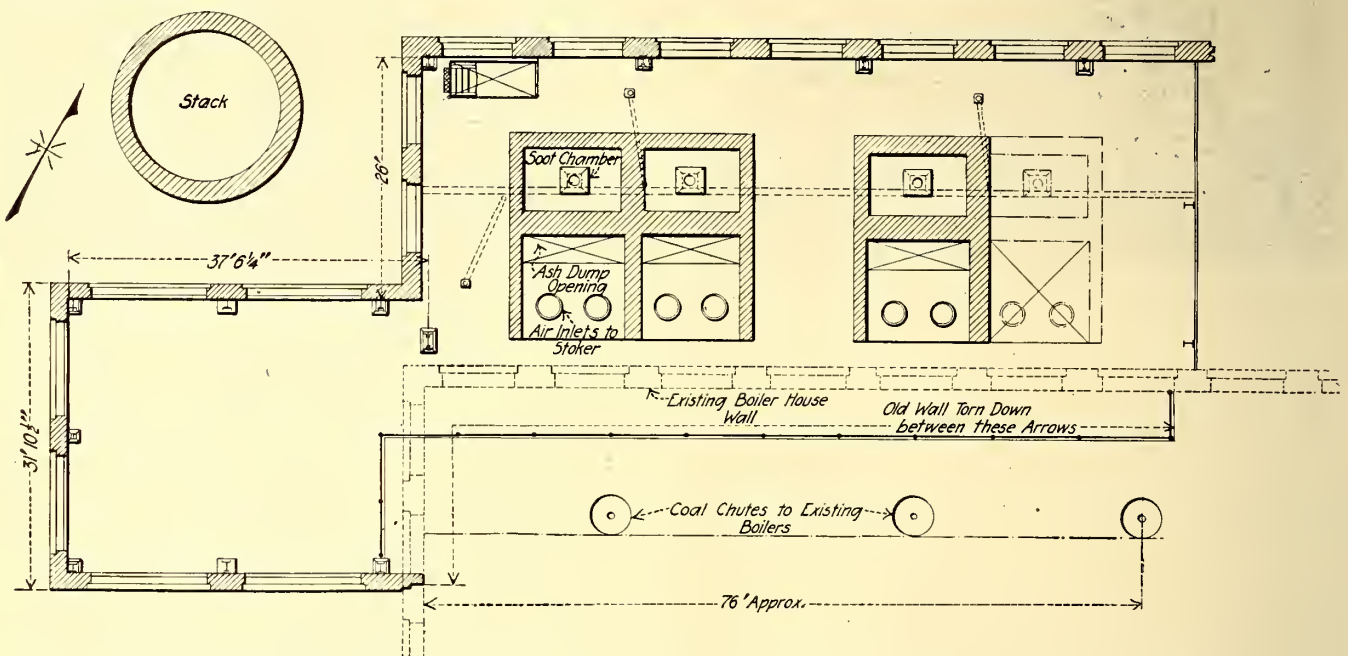 Stack
26'
Soot Chamber
37'6¼"
Ash Dump
Opening
Air Inlets to
Stoker
31'10½"
Existing Boiler House
Wall
Old Wall Torn Down
between these Arrows
Coal Chutes to Existing
Boilers
76' Approx.